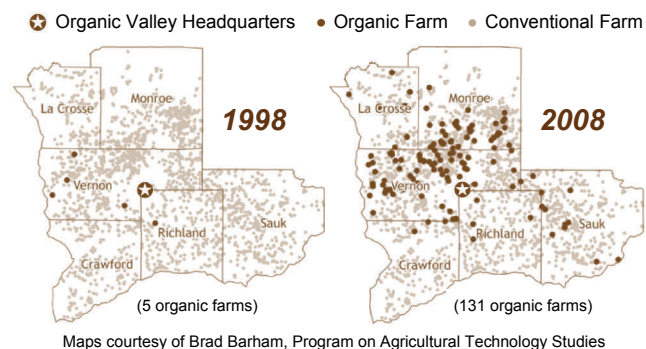 Organic Valley Headquarters Organic Farm Conventional Farm
La Crosse
Monroe
1998
Vernon
Richland
Sauk
Crawford
(5 organic farms)
La Crosse
Monroe
2008
Vernon
Richland
Sauk
Crawford
(131 organic farms)
Maps courtesy of Brad Barham, Program on Agricultural Technology Studies